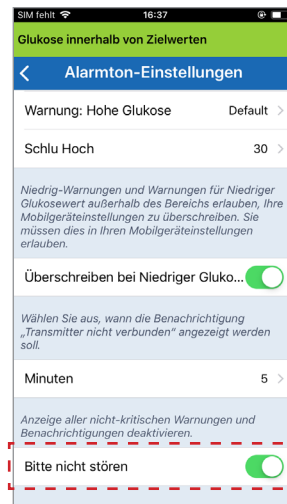 SIM fehlt 16:37
Glukose innerhalb von Zielwerten
Alarmton-Einstellungen
Warnung: Hohe Glukose Default
Schlu Hoch 30
Niedrig-Warnungen und Warnungen für Niedriger
Glukosewert außerhalb des Bereichs erlauben, Ihre
Mobilgeräteinstellungen zu überschreiben. Sie
müssen dies in Ihren Mobilgeräteinstellungen
erlauben.
Überschreiben bei Niedriger Gluko...
Wählen Sie aus, wann die Benachrichtigung
„Transmitter nicht verbunden“ angezeigt werden
soll.
Minuten 5
Anzeige aller nicht-kritischen Warnungen und
Benachrichtigungen deaktivieren.
Bitte nicht stören